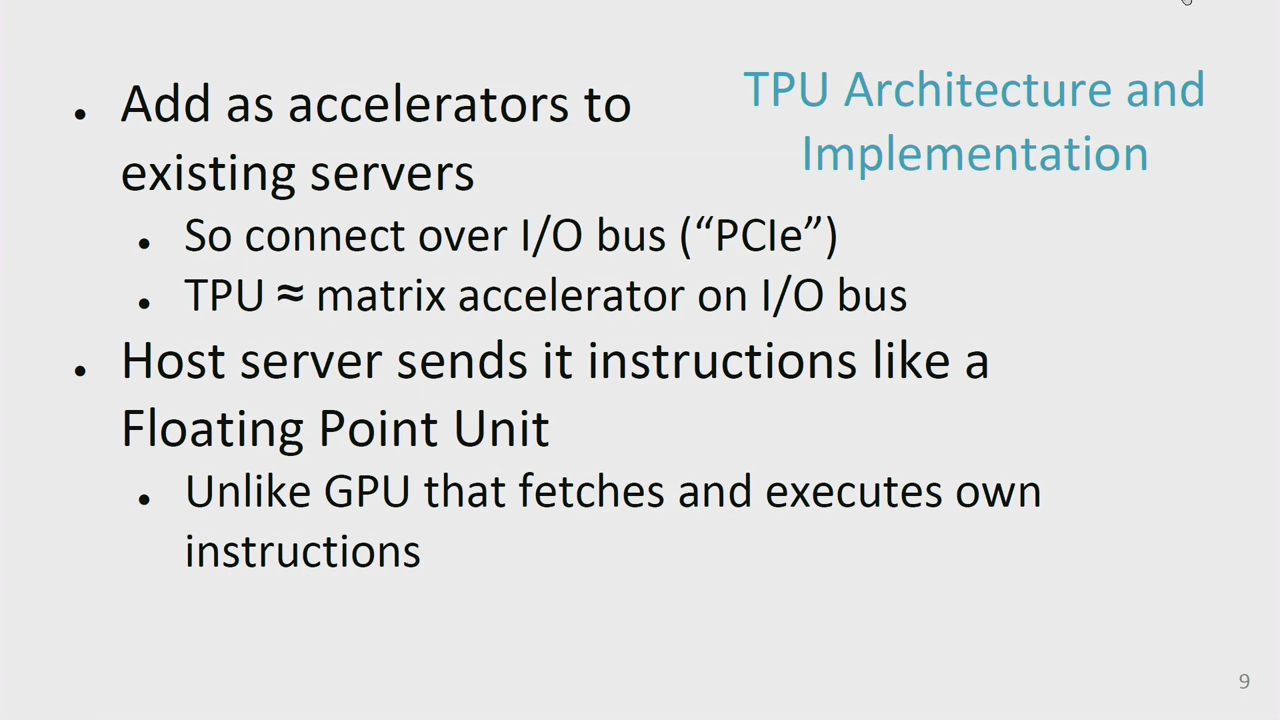 TPU Architecture and
Implementation
• Add as accelerators to
existing servers
• So connect over I/O bus (“PCIe”)
• TPU ≈ matrix accelerator on I/O bus
• Host server sends it instructions like a
Floating Point Unit
• Unlike GPU that fetches and executes own
instructions
9